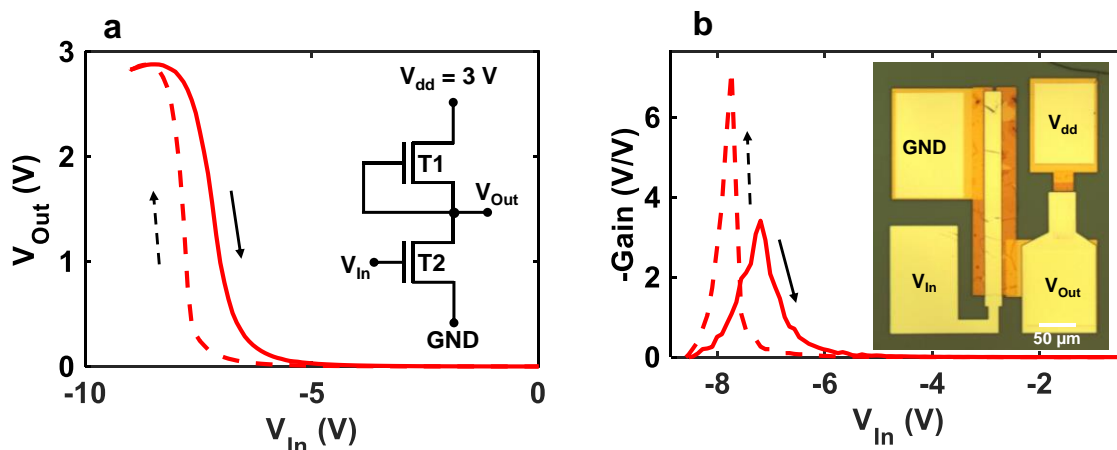 a
V_Out (V)
3
2
1
0
-10
-5
0
V_In (V)
V_dd = 3 V
T1
V_Out
V_In
T2
GND
b
-Gain (V/V)
6
4
2
0
-8
-6
-4
-2
V_In (V)
GND
V_dd
V_In
V_Out
50 µm